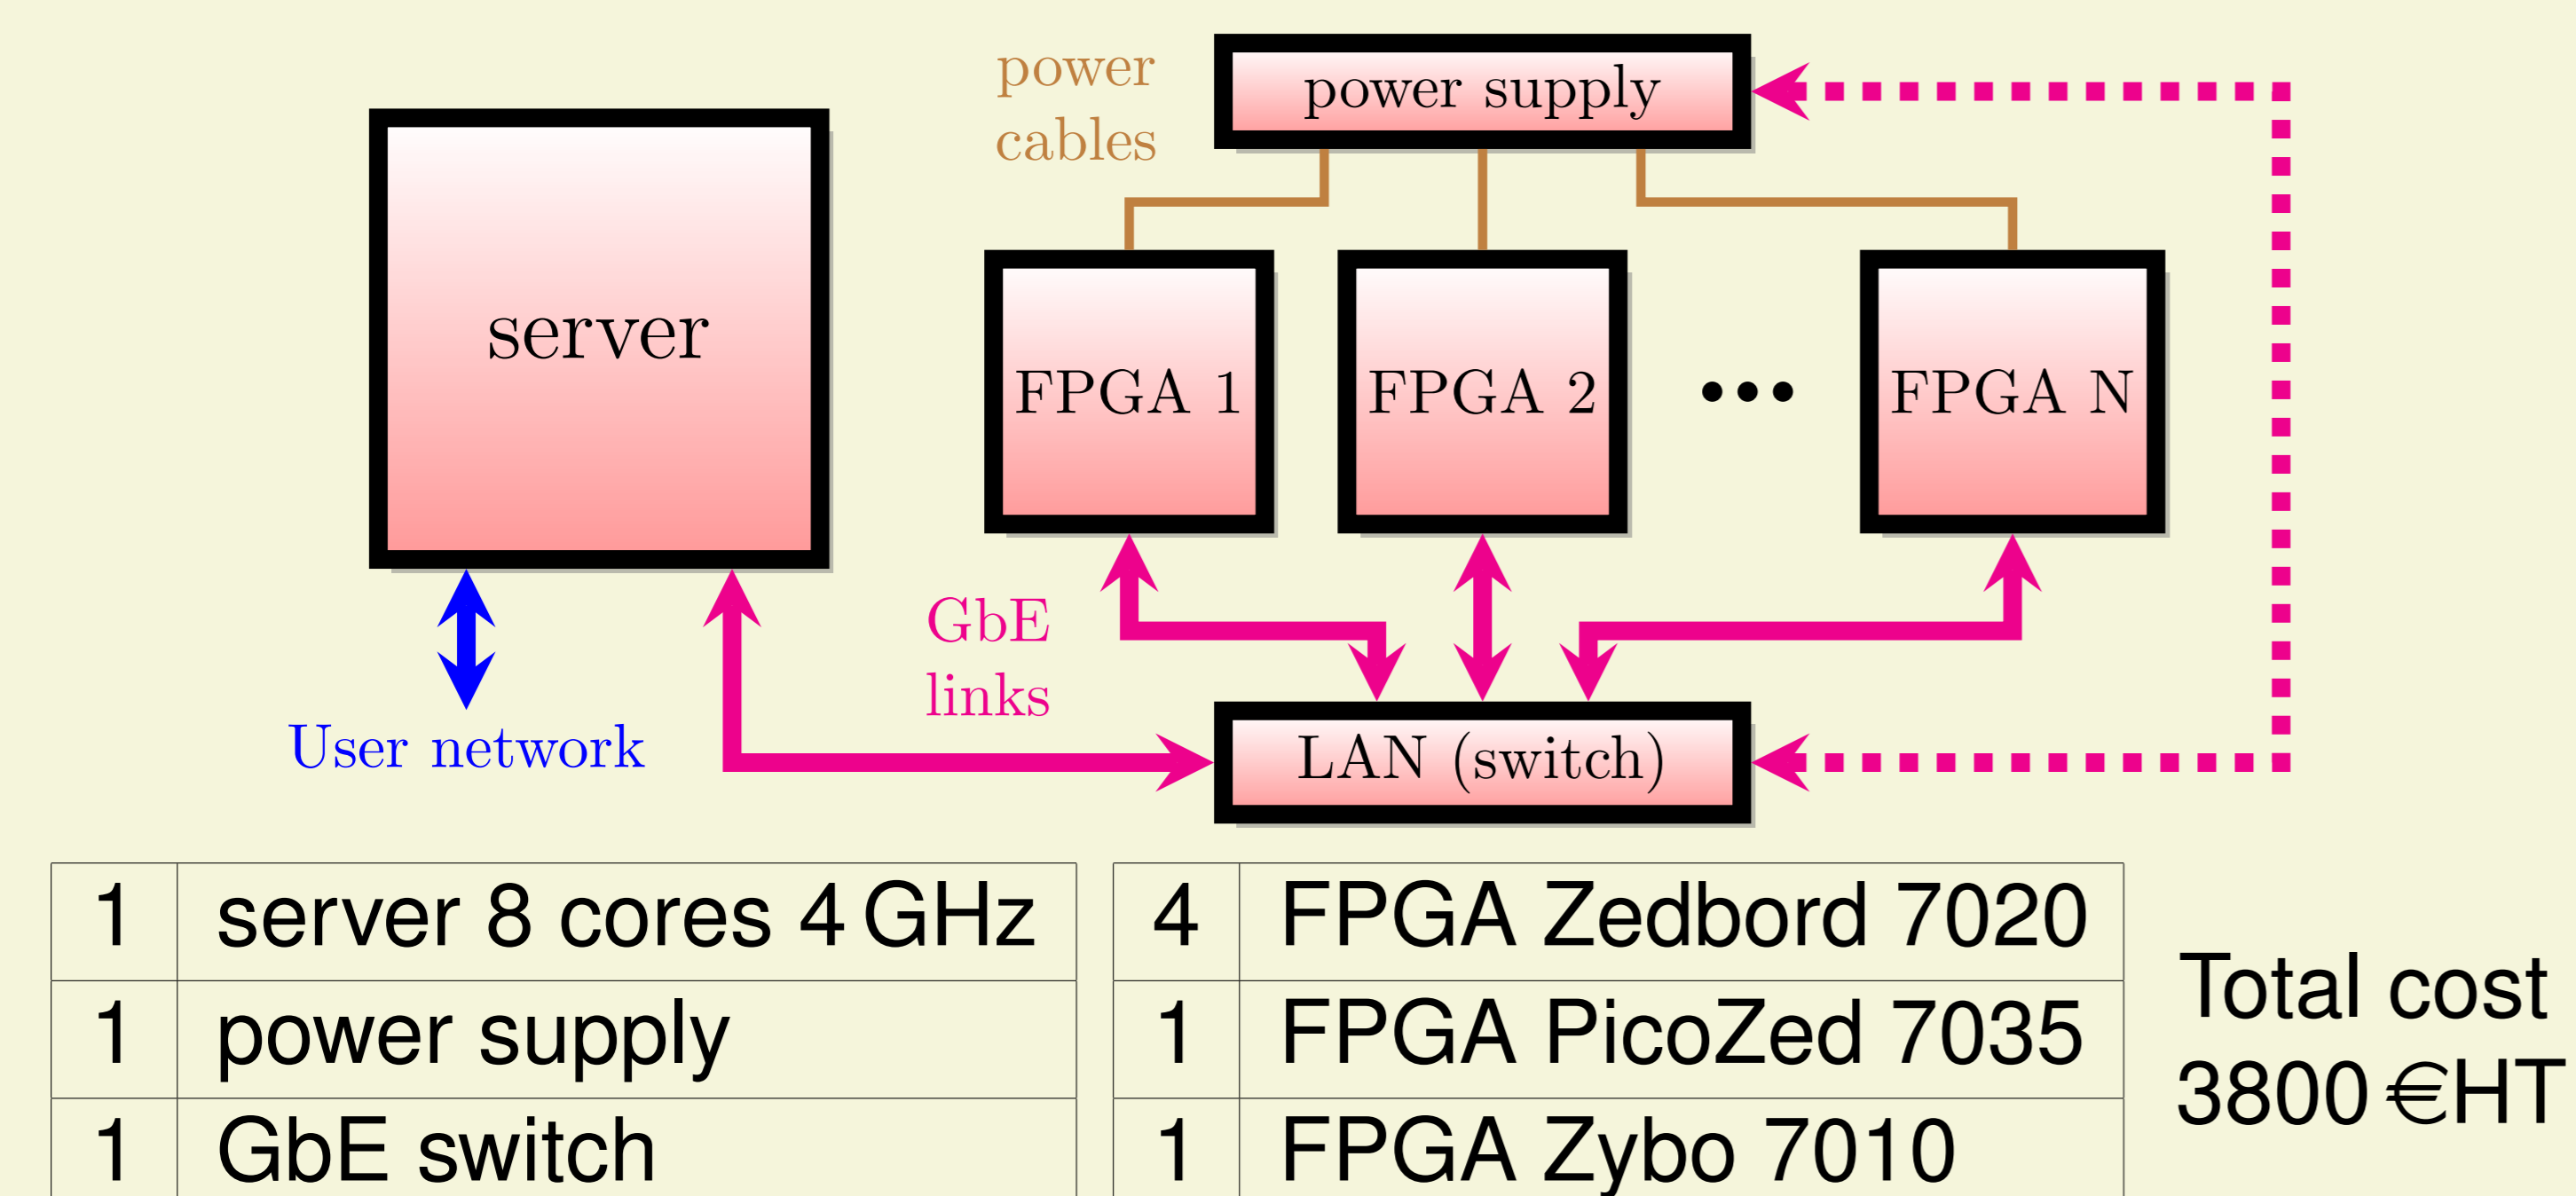 power
cables
power supply
server
FPGA 1
FPGA 2
•••
FPGA N
GbE
links
User network
LAN (switch)
1 server 8 cores 4 GHz
1 power supply
1 GbE switch
4 FPGA Zedbord 7020
1 FPGA PicoZed 7035
1 FPGA Zybo 7010
Total cost
3800 €HT